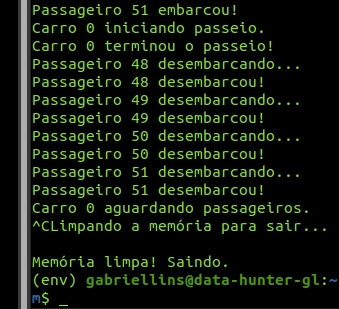 Passageiro 51 embarcou!
Carro 0 iniciando passeio.
Carro 0 terminou o passeio!
Passageiro 48 desembarcando...
Passageiro 48 desembarcou!
Passageiro 49 desembarcando...
Passageiro 49 desembarcou!
Passageiro 50 desembarcando...
Passageiro 50 desembarcou!
Passageiro 51 desembarcando...
Passageiro 51 desembarcou!
Carro 0 aguardando passageiros.
^CLimpando a memória para sair...
Memória limpa! Saindo.
(env) gabriellins@data-hunter-gl:~
m$ _